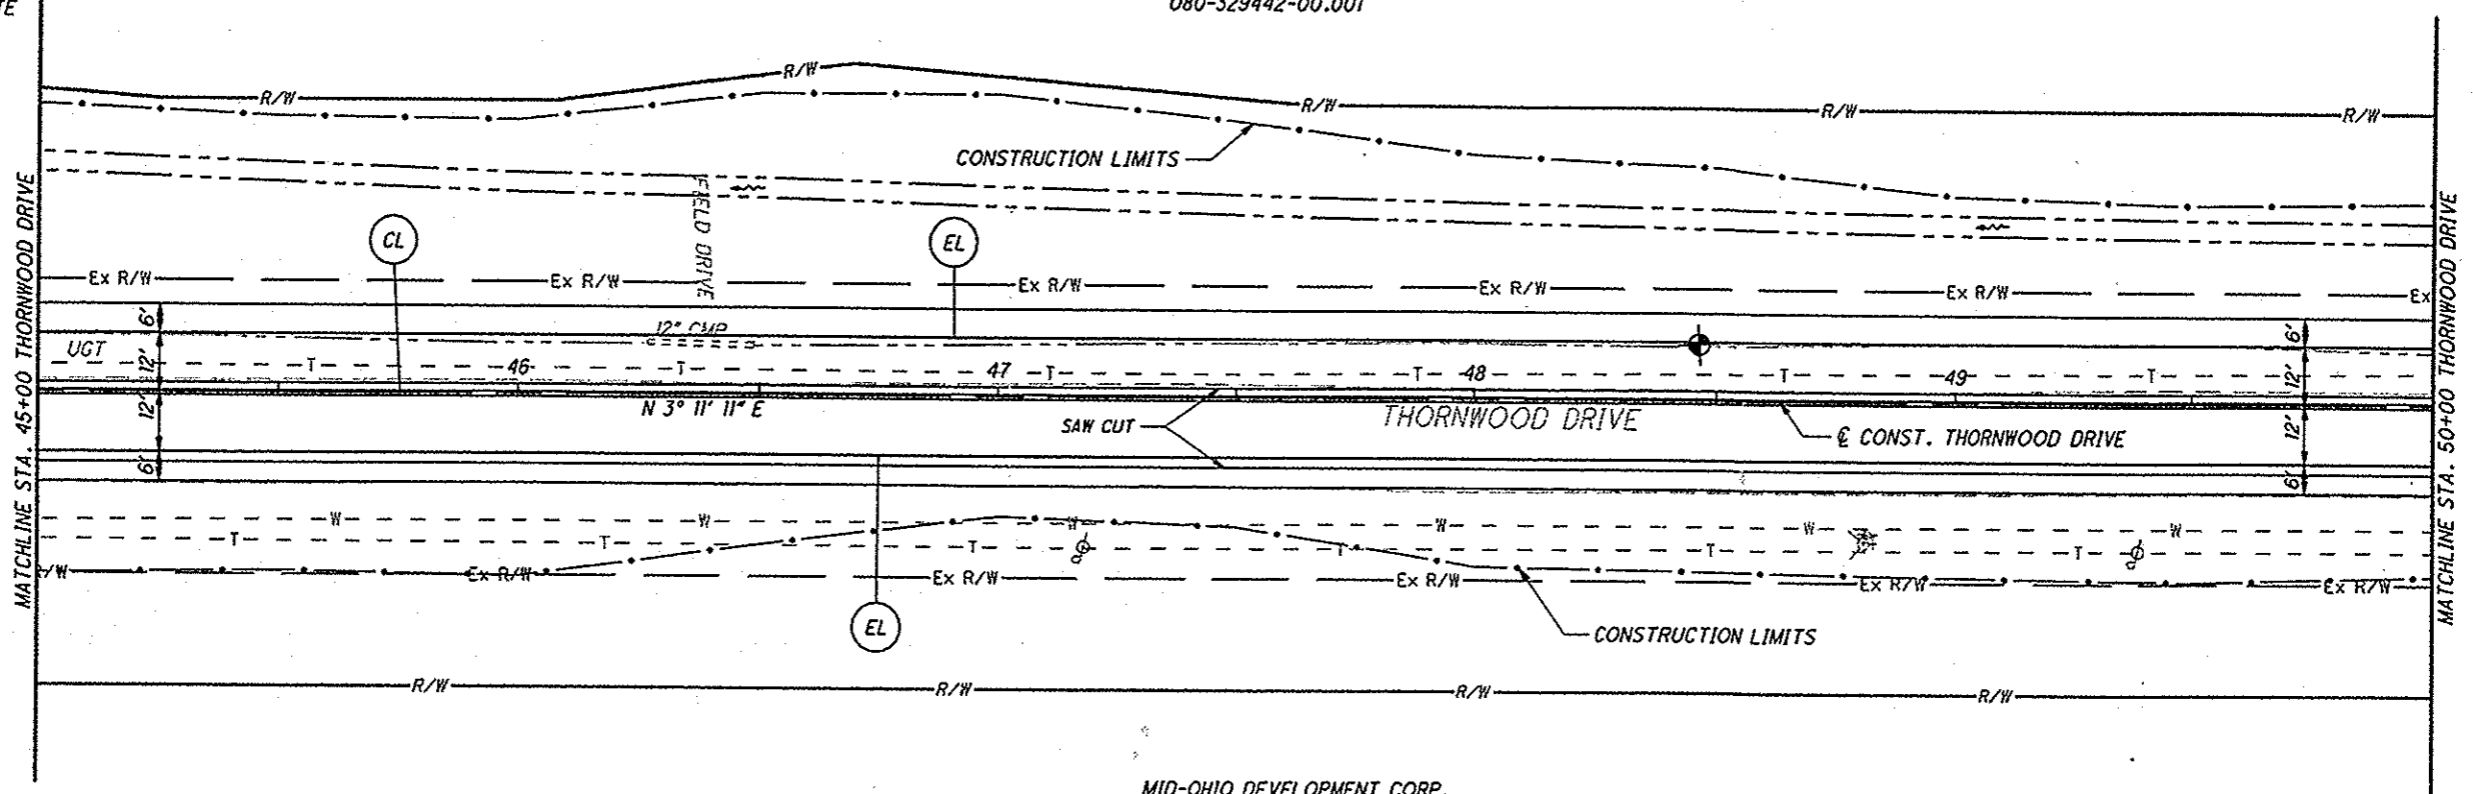 080-329442-00.001
R/W
R/W
R/W
R/W
R/W
CONSTRUCTION LIMITS
MATCHLINE STA. 45+00 THORNWOOD DRIVE
MATCHLINE STA. 50+00 THORNWOOD DRIVE
FIELD DRIVE
CL
EL
Ex R/W
Ex R/W
Ex R/W
Ex R/W
Ex R/W
Ex
6'
12" CMP
6'
UGT
12'
T
46
T
47
T
T
48
T
49
T
12'
12'
N 3° 11' 11" E
SAW CUT
THORNWOOD DRIVE
℄ CONST. THORNWOOD DRIVE
12'
6'
6'
W
W
W
W
W
W
T
T
T
T
T
T
/W
Ex R/W
Ex R/W
Ex R/W
Ex R/W
Ex R/W
EL
CONSTRUCTION LIMITS
R/W
R/W
R/W
R/W
MID-OHIO DEVELOPMENT CORP.